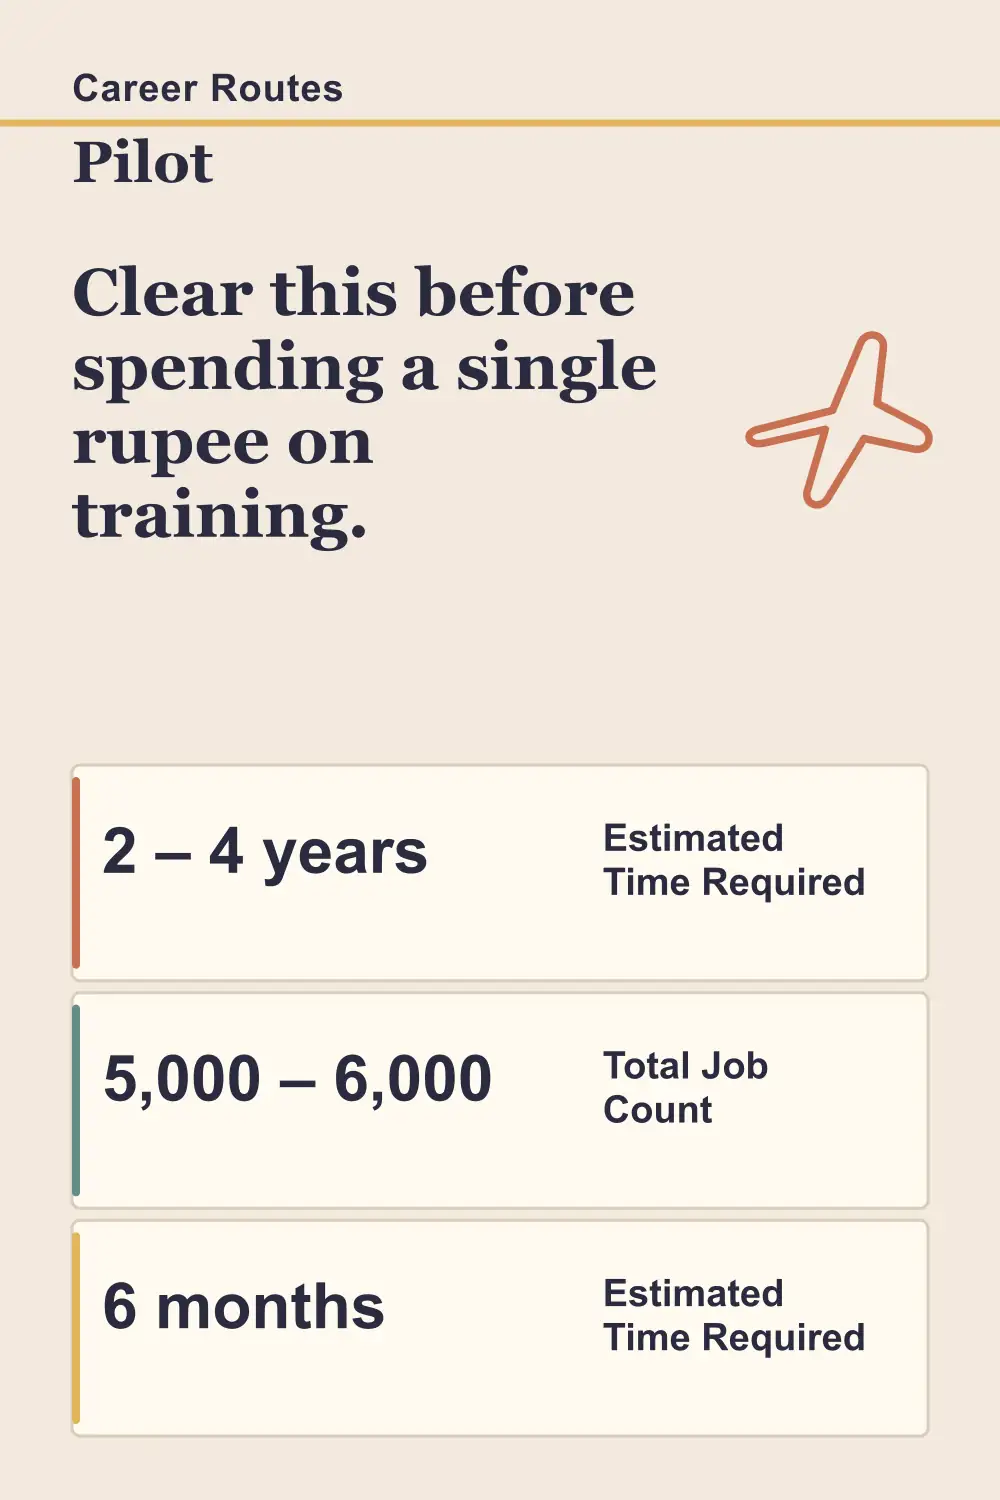 Career Routes
Pilot
Clear this before
spending a single
rupee on
training.
2 – 4 years
Estimated
Time Required
5,000 – 6,000
Total Job
Count
6 months
Estimated
Time Required